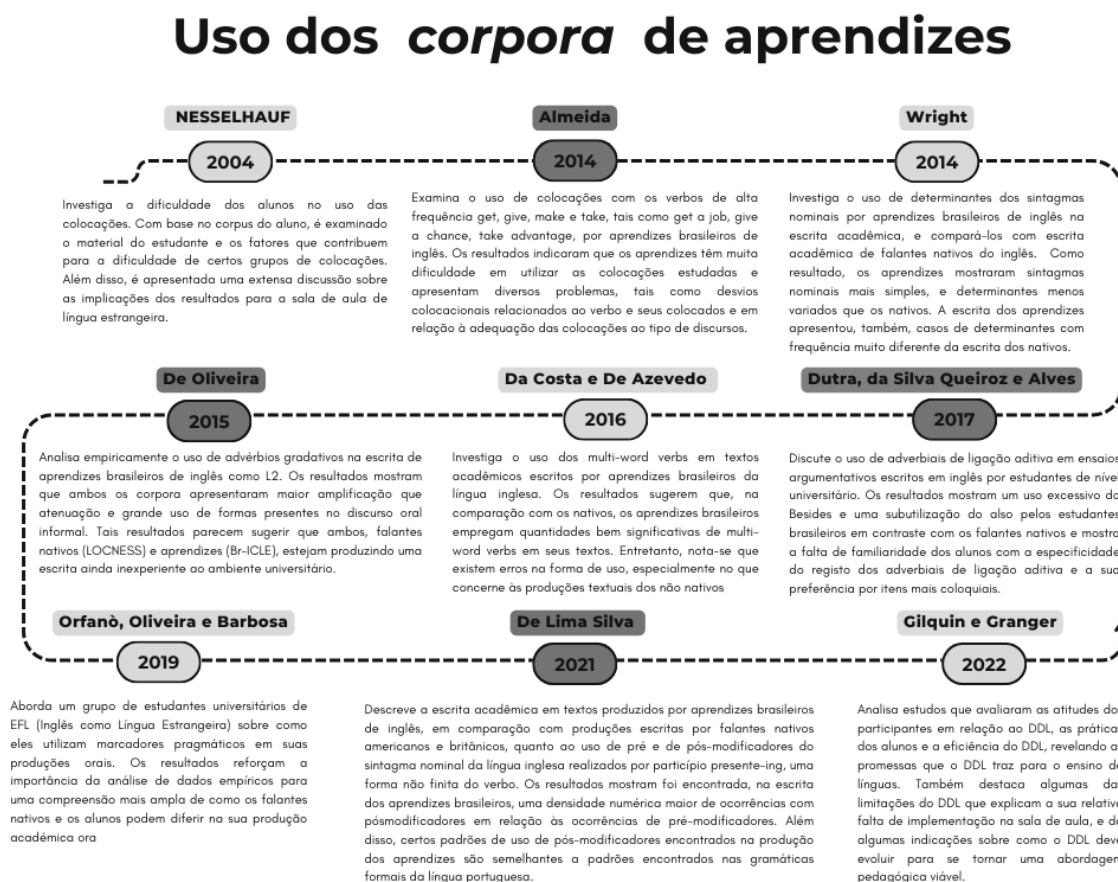 Uso dos corpora de aprendizes
NESSELHAUF
2004
Investiga a dificuldade dos alunos no uso das
colocações. Com base no corpus do aluno, é examinado
o material do estudante e os fatores que contribuem
para a dificuldade de certos grupos de colocações.
Além disso, é apresentada uma extensa discussão sobre
as implicações dos resultados para a sala de aula de
língua estrangeira.
Almeida
2014
Examina o uso de colocações com os verbos de alta
frequência get, give, make e take, tais como get a job, give
a chance, take advantage, por aprendizes brasileiros de
inglês. Os resultados indicaram que os aprendizes têm muita
dificuldade em utilizar as colocações estudadas e
apresentam diversos problemas, tais como desvios
colocacionais relacionados ao verbo e seus colocados e em
relação à adequação das colocações ao tipo de discursos.
Wright
2014
Investiga o uso de determinantes dos sintagmas
nominais por aprendizes brasileiros de inglês na
escrita acadêmica, e compará-los com escrita
acadêmica de falantes nativos do inglês. Como
resultado, os aprendizes mostraram sintagmas
nominais mais simples, e determinantes menos
variados que os nativos. A escrita dos aprendizes
apresentou, também, casos de determinantes com
frequência muito diferente da escrita dos nativos.
De Oliveira
2015
Analisa empiricamente o uso de advérbios gradativos na escrita de
aprendizes brasileiros de inglês como L2. Os resultados mostram
que ambos os corpora apresentaram maior amplificação que
atenuação e grande uso de formas presentes no discurso oral
informal. Tais resultados parecem sugerir que ambos, falantes
nativos (LOCNESS) e aprendizes (Br-ICLE), estejam produzindo uma
escrita ainda inexperiente ao ambiente universitário.
Da Costa e De Azevedo
2016
Investiga o uso dos multi-word verbs em textos
acadêmicos escritos por aprendizes brasileiros da
língua inglesa. Os resultados sugerem que, na
comparação com os nativos, os aprendizes brasileiros
empregam quantidades bem significativas de multi-
word verbs em seus textos. Entretanto, nota-se que
existem erros na forma de uso, especialmente no que
concerne às produções textuais dos não nativos
Dutra, da Silva Queiroz e Alves
2017
Discute o uso de adverbiais de ligação aditiva em ensaios
argumentativos escritos em inglês por estudantes de nível
universitário. Os resultados mostram um uso excessivo do
Besides e uma subutilização do also pelos estudantes
brasileiros em contraste com os falantes nativos e mostra
a falta de familiaridade dos alunos com a especificidade
do registo dos adverbiais de ligação aditiva e a sua
preferência por itens mais coloquiais.
Orfanò, Oliveira e Barbosa
2019
Aborda um grupo de estudantes universitários de
EFL (Inglês como Língua Estrangeira) sobre como
eles utilizam marcadores pragmáticos em suas
produções orais. Os resultados reforçam a
importância da análise de dados empíricos para
uma compreensão mais ampla de como os falantes
nativos e os alunos podem diferir na sua produção
académica ora
De Lima Silva
2021
Descreve a escrita acadêmica em textos produzidos por aprendizes brasileiros
de inglês, em comparação com produções escritas por falantes nativos
americanos e britânicos, quanto ao uso de pré e de pós-modificadores do
sintagma nominal da língua inglesa realizados por particípio presente-ing, uma
forma não finita do verbo. Os resultados mostram foi encontrada, na escrita
dos aprendizes brasileiros, uma densidade numérica maior de ocorrências com
pósmodificadores em relação às ocorrências de pré-modificadores. Além
disso, certos padrões de uso de pós-modificadores encontrados na produção
dos aprendizes são semelhantes a padrões encontrados nas gramáticas
formais da língua portuguesa.
Gilquin e Granger
2022
Analisa estudos que avaliaram as atitudes do
participantes em relação ao DDL, as prática
dos alunos e a eficiência do DDL, revelando a
promessas que o DDL traz para o ensino de
línguas. Também destaca algumas da
limitações do DDL que explicam a sua relativa
falta de implementação na sala de aula, e dá
algumas indicações sobre como o DDL deve
evoluir para se tornar uma abordagem
pedagógica viável.